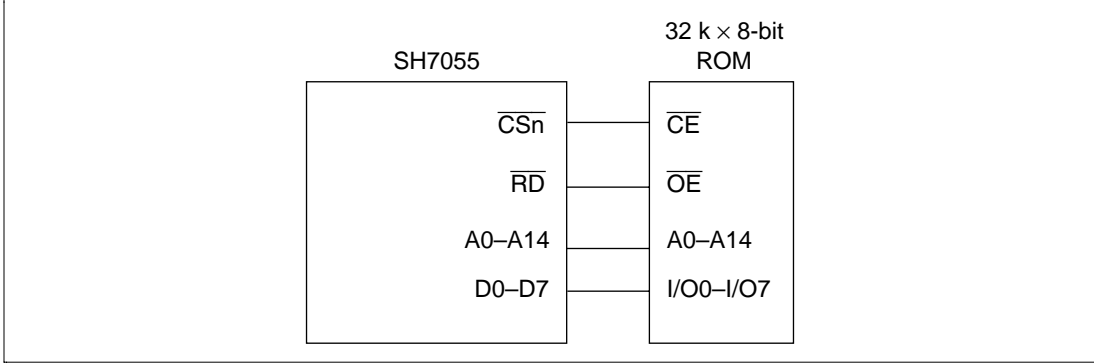 32 k × 8-bit
SH7055 ROM
CSn CE
RD OE
A0–A14 A0–A14
D0–D7 I/O0–I/O7